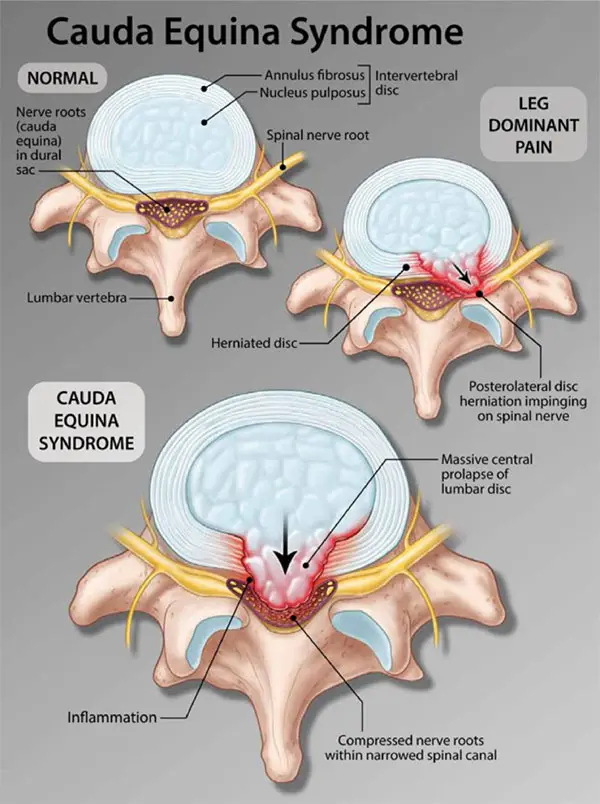 Cauda Equina Syndrome
NORMAL
Annulus fibrosus
Nucleus pulposus
Intervertebral
disc
Nerve roots
(cauda
equina)
in dural
sac
Spinal nerve root
LEG
DOMINANT
PAIN
Lumbar vertebra
Herniated disc
Posterolateral disc
herniation impinging
on spinal nerve
CAUDA
EQUINA
SYNDROME
Massive central
prolapse of
lumbar disc
Inflammation
Compressed nerve roots
within narrowed spinal canal